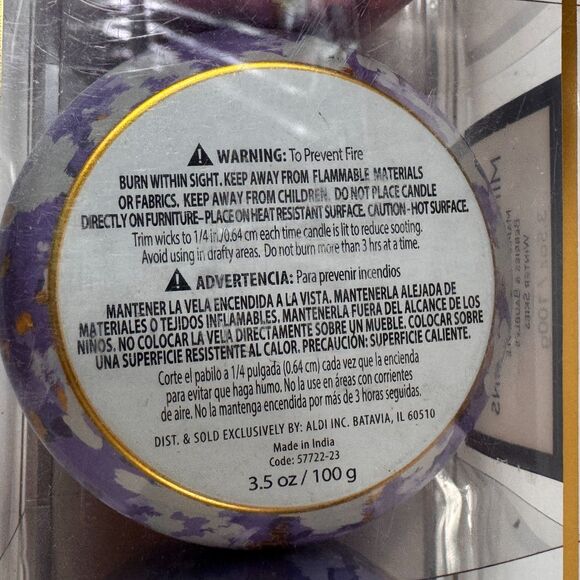 ⚠ WARNING: To Prevent Fire
BURN WITHIN SIGHT. KEEP AWAY FROM FLAMMABLE MATERIALS
OR FABRICS. KEEP AWAY FROM CHILDREN. DO NOT PLACE CANDLE
DIRECTLY ON FURNITURE– PLACE ON HEAT RESISTANT SURFACE. CAUTION - HOT SURFACE.
Trim wicks to 1/4 in./0.64 cm each time candle is lit to reduce sooting.
Avoid using in drafty areas. Do not burn more than 3 hrs at a time.
⚠ ADVERTENCIA: Para prevenir incendios
MANTENER LA VELA ENCENDIDA A LA VISTA. MANTENERLA ALEJADA DE
MATERIALES O TEJIDOS INFLAMABLES. MANTENERLA FUERA DEL ALCANCE DE LOS
NIÑOS. NO COLOCAR LA VELA DIRECTAMENTE SOBRE UN MUEBLE. COLOCAR SOBRE
UNA SUPERFICIE RESISTENTE AL CALOR. PRECAUCIÓN: SUPERFICIE CALIENTE.
Corte el pabilo a 1/4 pulgada (0.64 cm) cada vez que la encienda
para evitar que haga humo. No la use en áreas con corrientes
de aire. No la mantenga encendida por más de 3 horas seguidas.
DIST. & SOLD EXCLUSIVELY BY: ALDI INC. BATAVIA, IL 60510
Made in India
Code: 57722-23
3.5 oz / 100 g
WINTER SKIES